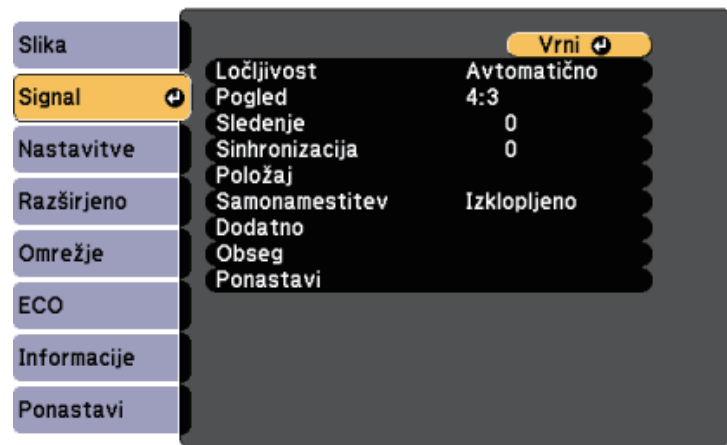 Slika
Signal
Nastavitve
Razširjeno
Omrežje
ECO
Informacije
Ponastavi
Vrni
Ločljivost Avtomatično
Pogled 4:3
Sledenje 0
Sinhronizacija 0
Položaj
Samonamestitev Izklopljeno
Dodatno
Obseg
Ponastavi